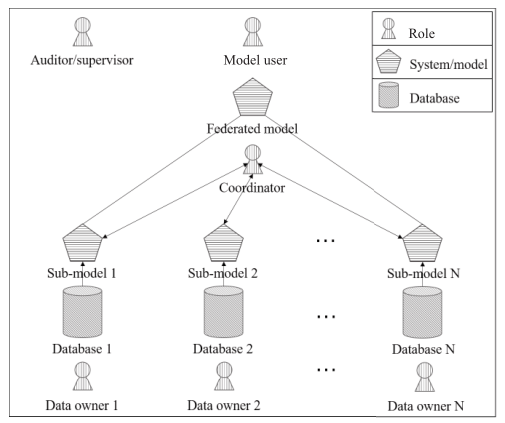 Auditor/supervisor
Model user
Role
System/model
Database
Federated model
Coordinator
...
Sub-model 1
Sub-model 2
Sub-model N
...
Database 1
Database 2
Database N
...
Data owner 1
Data owner 2
Data owner N